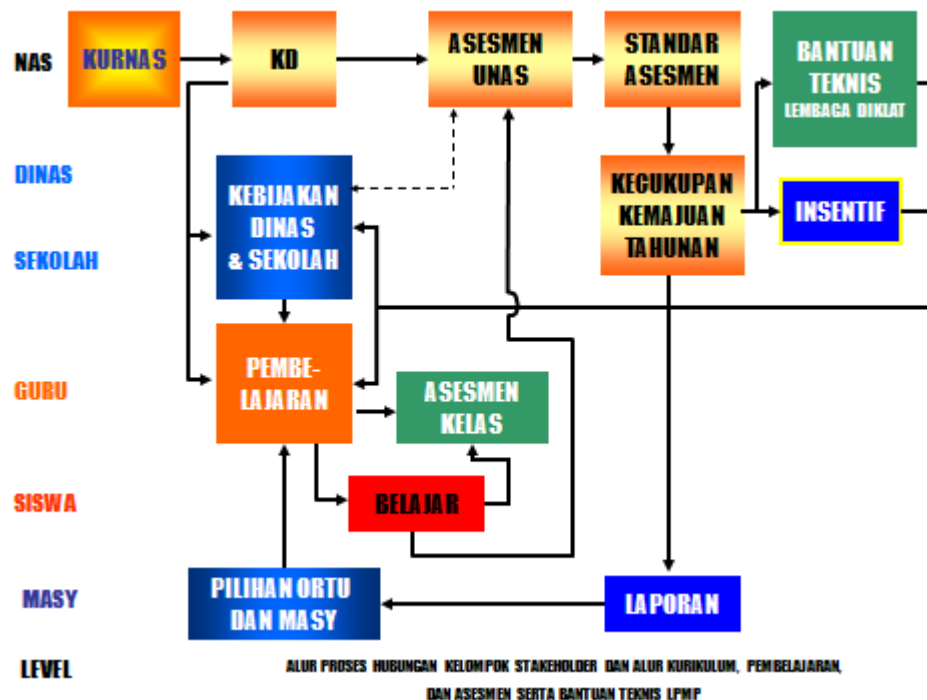 NAS
KURNAS
KD
ASESMEN
UNAS
STANDAR
ASESMEN
BANTUAN
TEKNIS
LEMBAGA DIKLAT
DINAS
KEBIJAKAN
DINAS
& SEKOLAH
KECUKUPAN
KEMAJUAN
TAHUNAN
INSENTIF
SEKOLAH
GURU
PEMBE-
LAJARAN
ASESMEN
KELAS
SISWA
BELAJAR
MASY
PILIHAN ORTU
DAN MASY
LAPORAN
LEVEL
ALUR PROSES HUBUNGAN KELOMPOK STAKEHOLDER DAN ALUR KURIKULUM, PEMBELAJARAN,
DAN ASESMEN SERTA BANTUAN TEKNIS LPMP